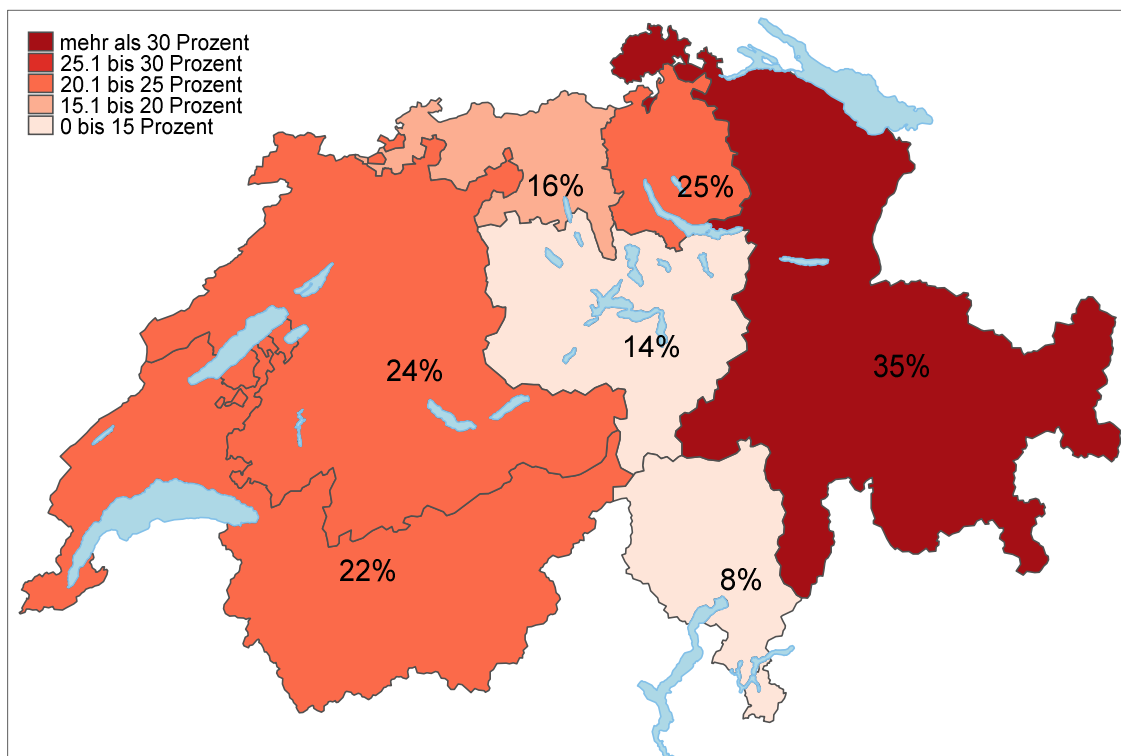 mehr als 30 Prozent
25.1 bis 30 Prozent
20.1 bis 25 Prozent
15.1 bis 20 Prozent
0 bis 15 Prozent
16%
25%
14%
24%
35%
22%
8%